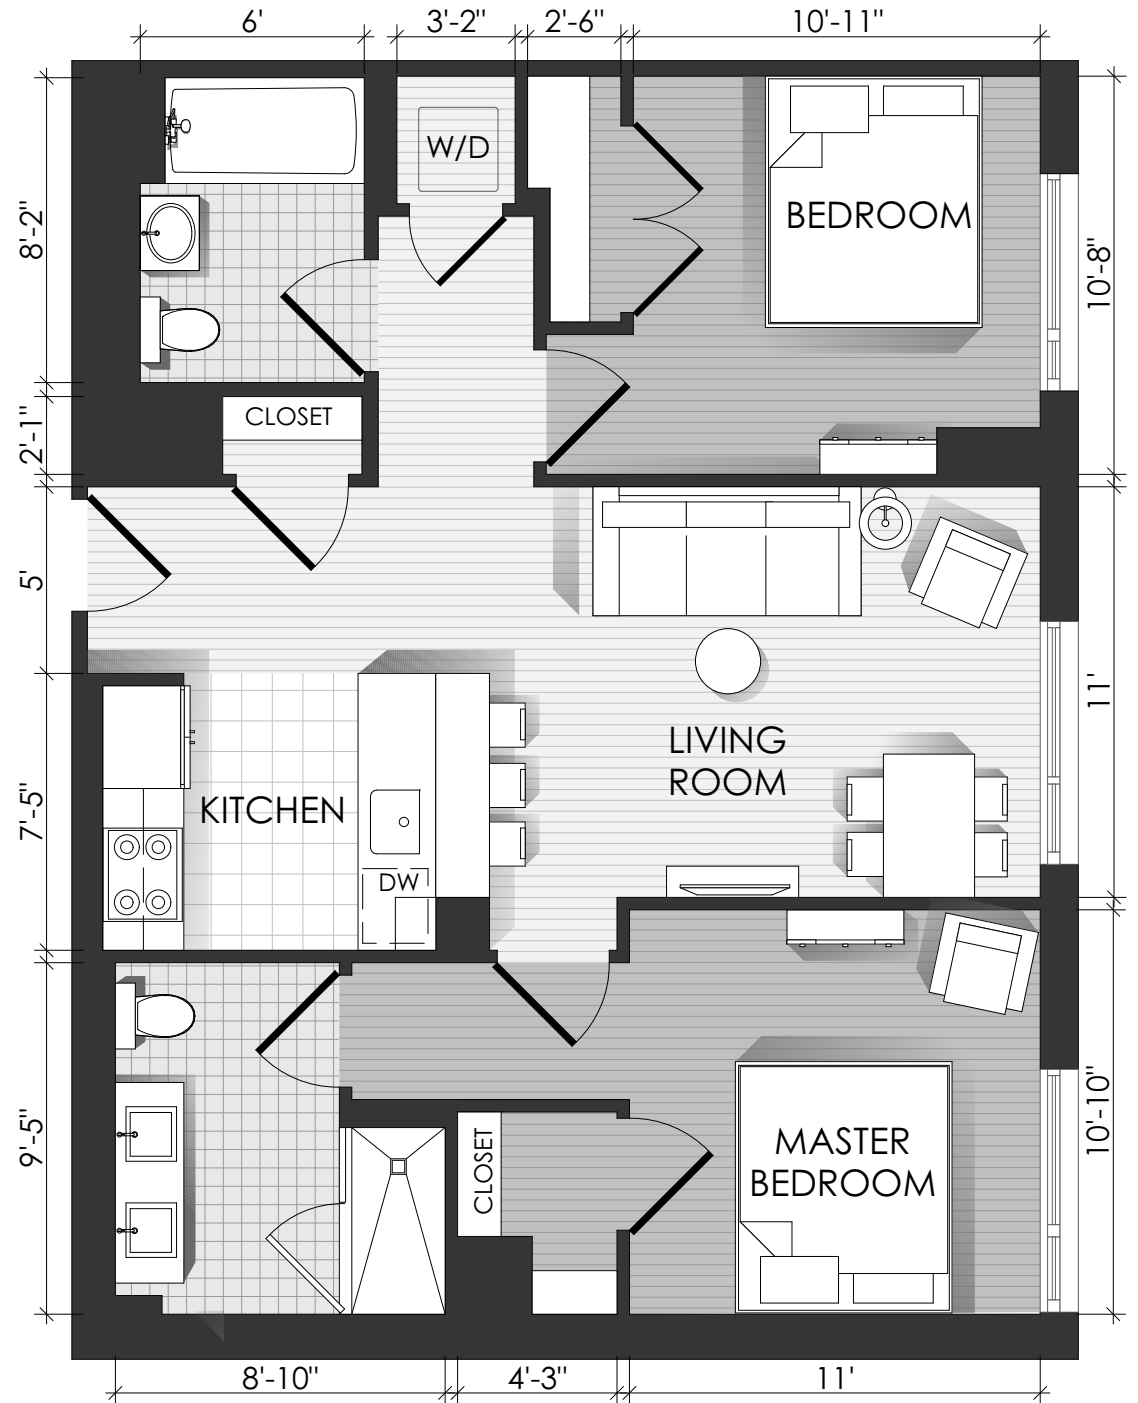 6'
3'-2"
2'-6"
10'-11"
8'-2"
W/D
BEDROOM
10'-8"
2'-1"
CLOSET
5'
11'
LIVING
ROOM
7'-5"
KITCHEN
DW
9'-5"
CLOSET
MASTER
BEDROOM
10'-10"
8'-10"
4'-3"
11'